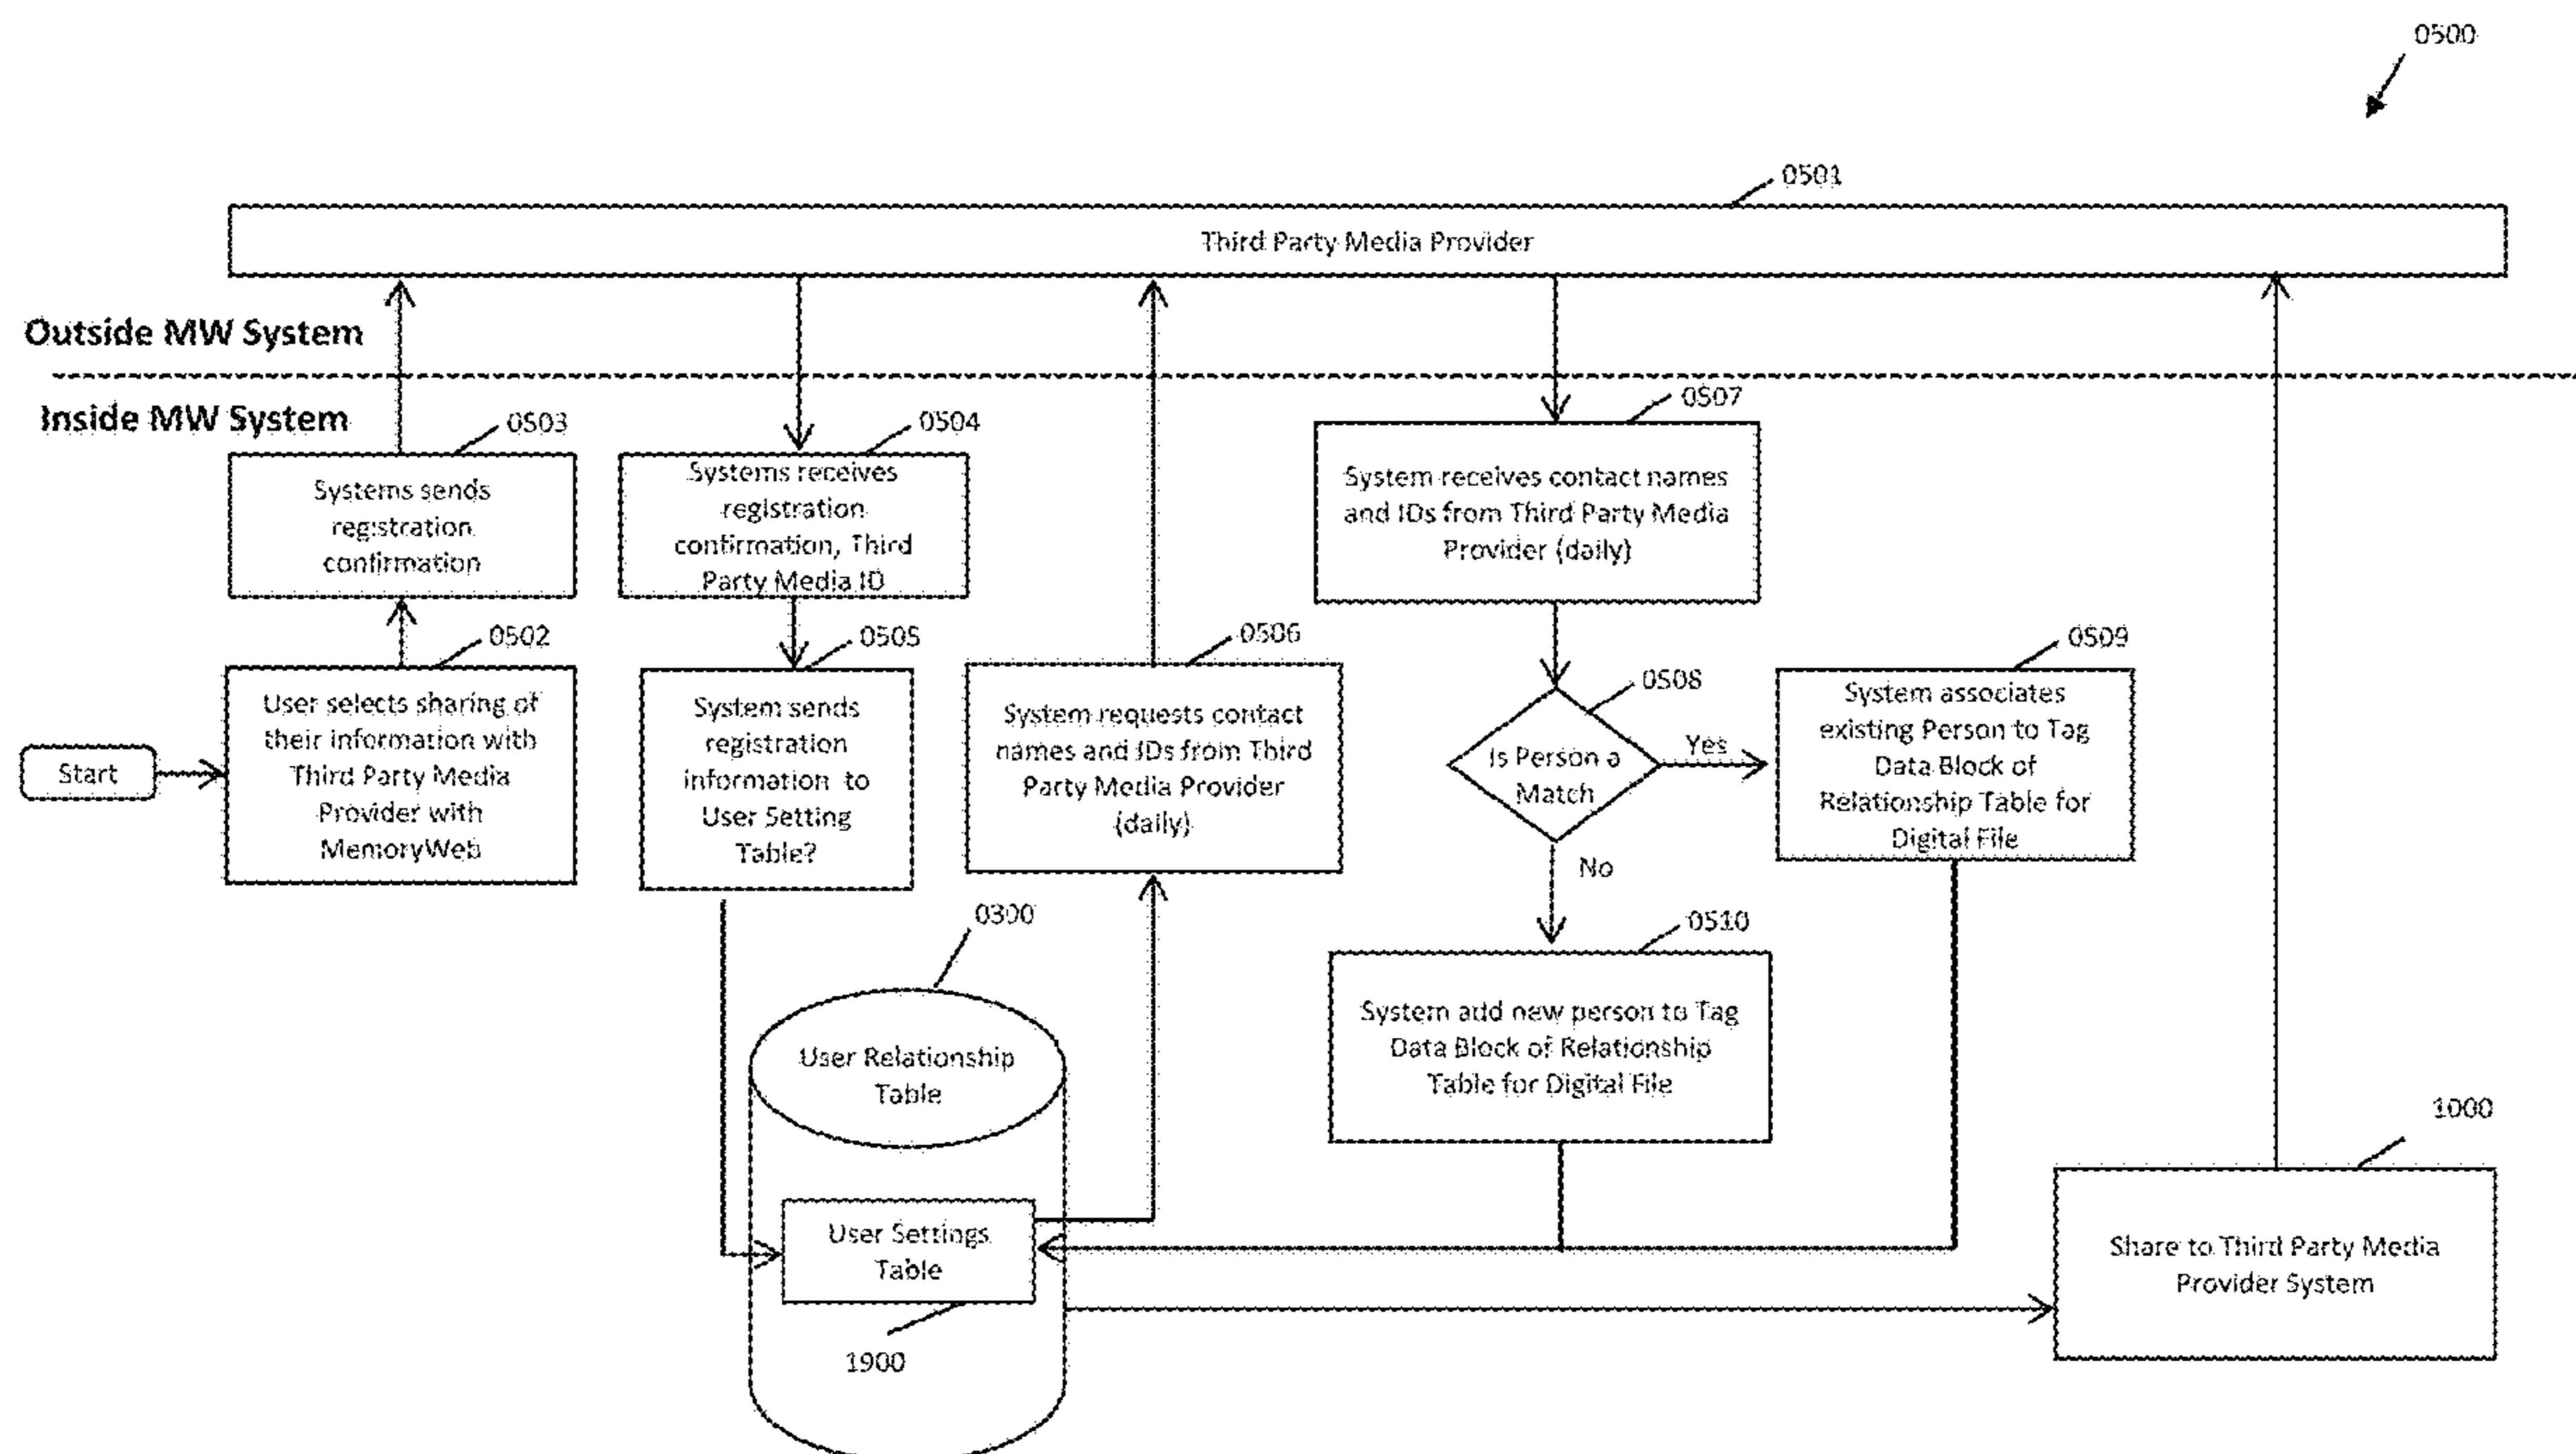 0500
0501
Third Party Media Provider
Outside MW System
Inside MW System
0503
Systems sends
registration
confirmation
0504
Systems receives
registration
confirmation, Third
Party Media ID
0507
System receives contact names
and IDs from Third Party Media
Provider (daily)
Start
0502
User selects sharing of
their information with
Third Party Media
Provider with
MemoryWeb
0505
System sends
registration
information to
User Setting
Table?
0506
System requests contact
names and IDs from Third
Party Media Provider
(daily)
0508
Is Person a
Match
Yes
No
0509
System associates
existing Person to Tag
Data Block of
Relationship Table for
Digital File
0510
System add new person to Tag
Data Block of Relationship
Table for Digital File
0300
User Relationship
Table
User Settings
Table
1900
1000
Share to Third Party Media
Provider System